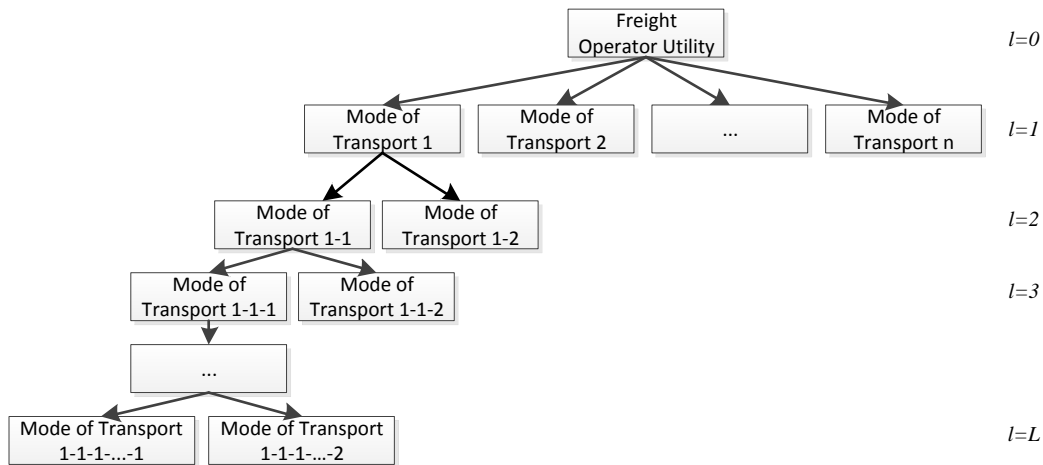 Freight
Operator Utility
l=0
Mode of
Transport 1
Mode of
Transport 2
...
Mode of
Transport n
l=1
Mode of
Transport 1-1
Mode of
Transport 1-2
l=2
Mode of
Transport 1-1-1
Mode of
Transport 1-1-2
l=3
...
Mode of Transport
1-1-1-...-1
Mode of Transport
1-1-1-...-2
l=L